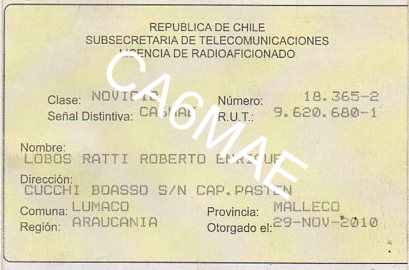 REPUBLICA DE CHILE
SUBSECRETARIA DE TELECOMUNICACIONES
LICENCIA DE RADIOAFICIONADO
Clase: NOVICIO Número: 18.365-2
Señal Distintiva: CA6MAE R.U.T.: 9.620.680-1
Nombre:
LOBOS RATTI ROBERTO ENRIQUE
Dirección:
CUCCHI BOASSO S/N CAP.PASTEN
Comuna: LUMACO Provincia: MALLECO
Región: ARAUCANIA Otorgado el: 29-NOV-2010
CA6MAE